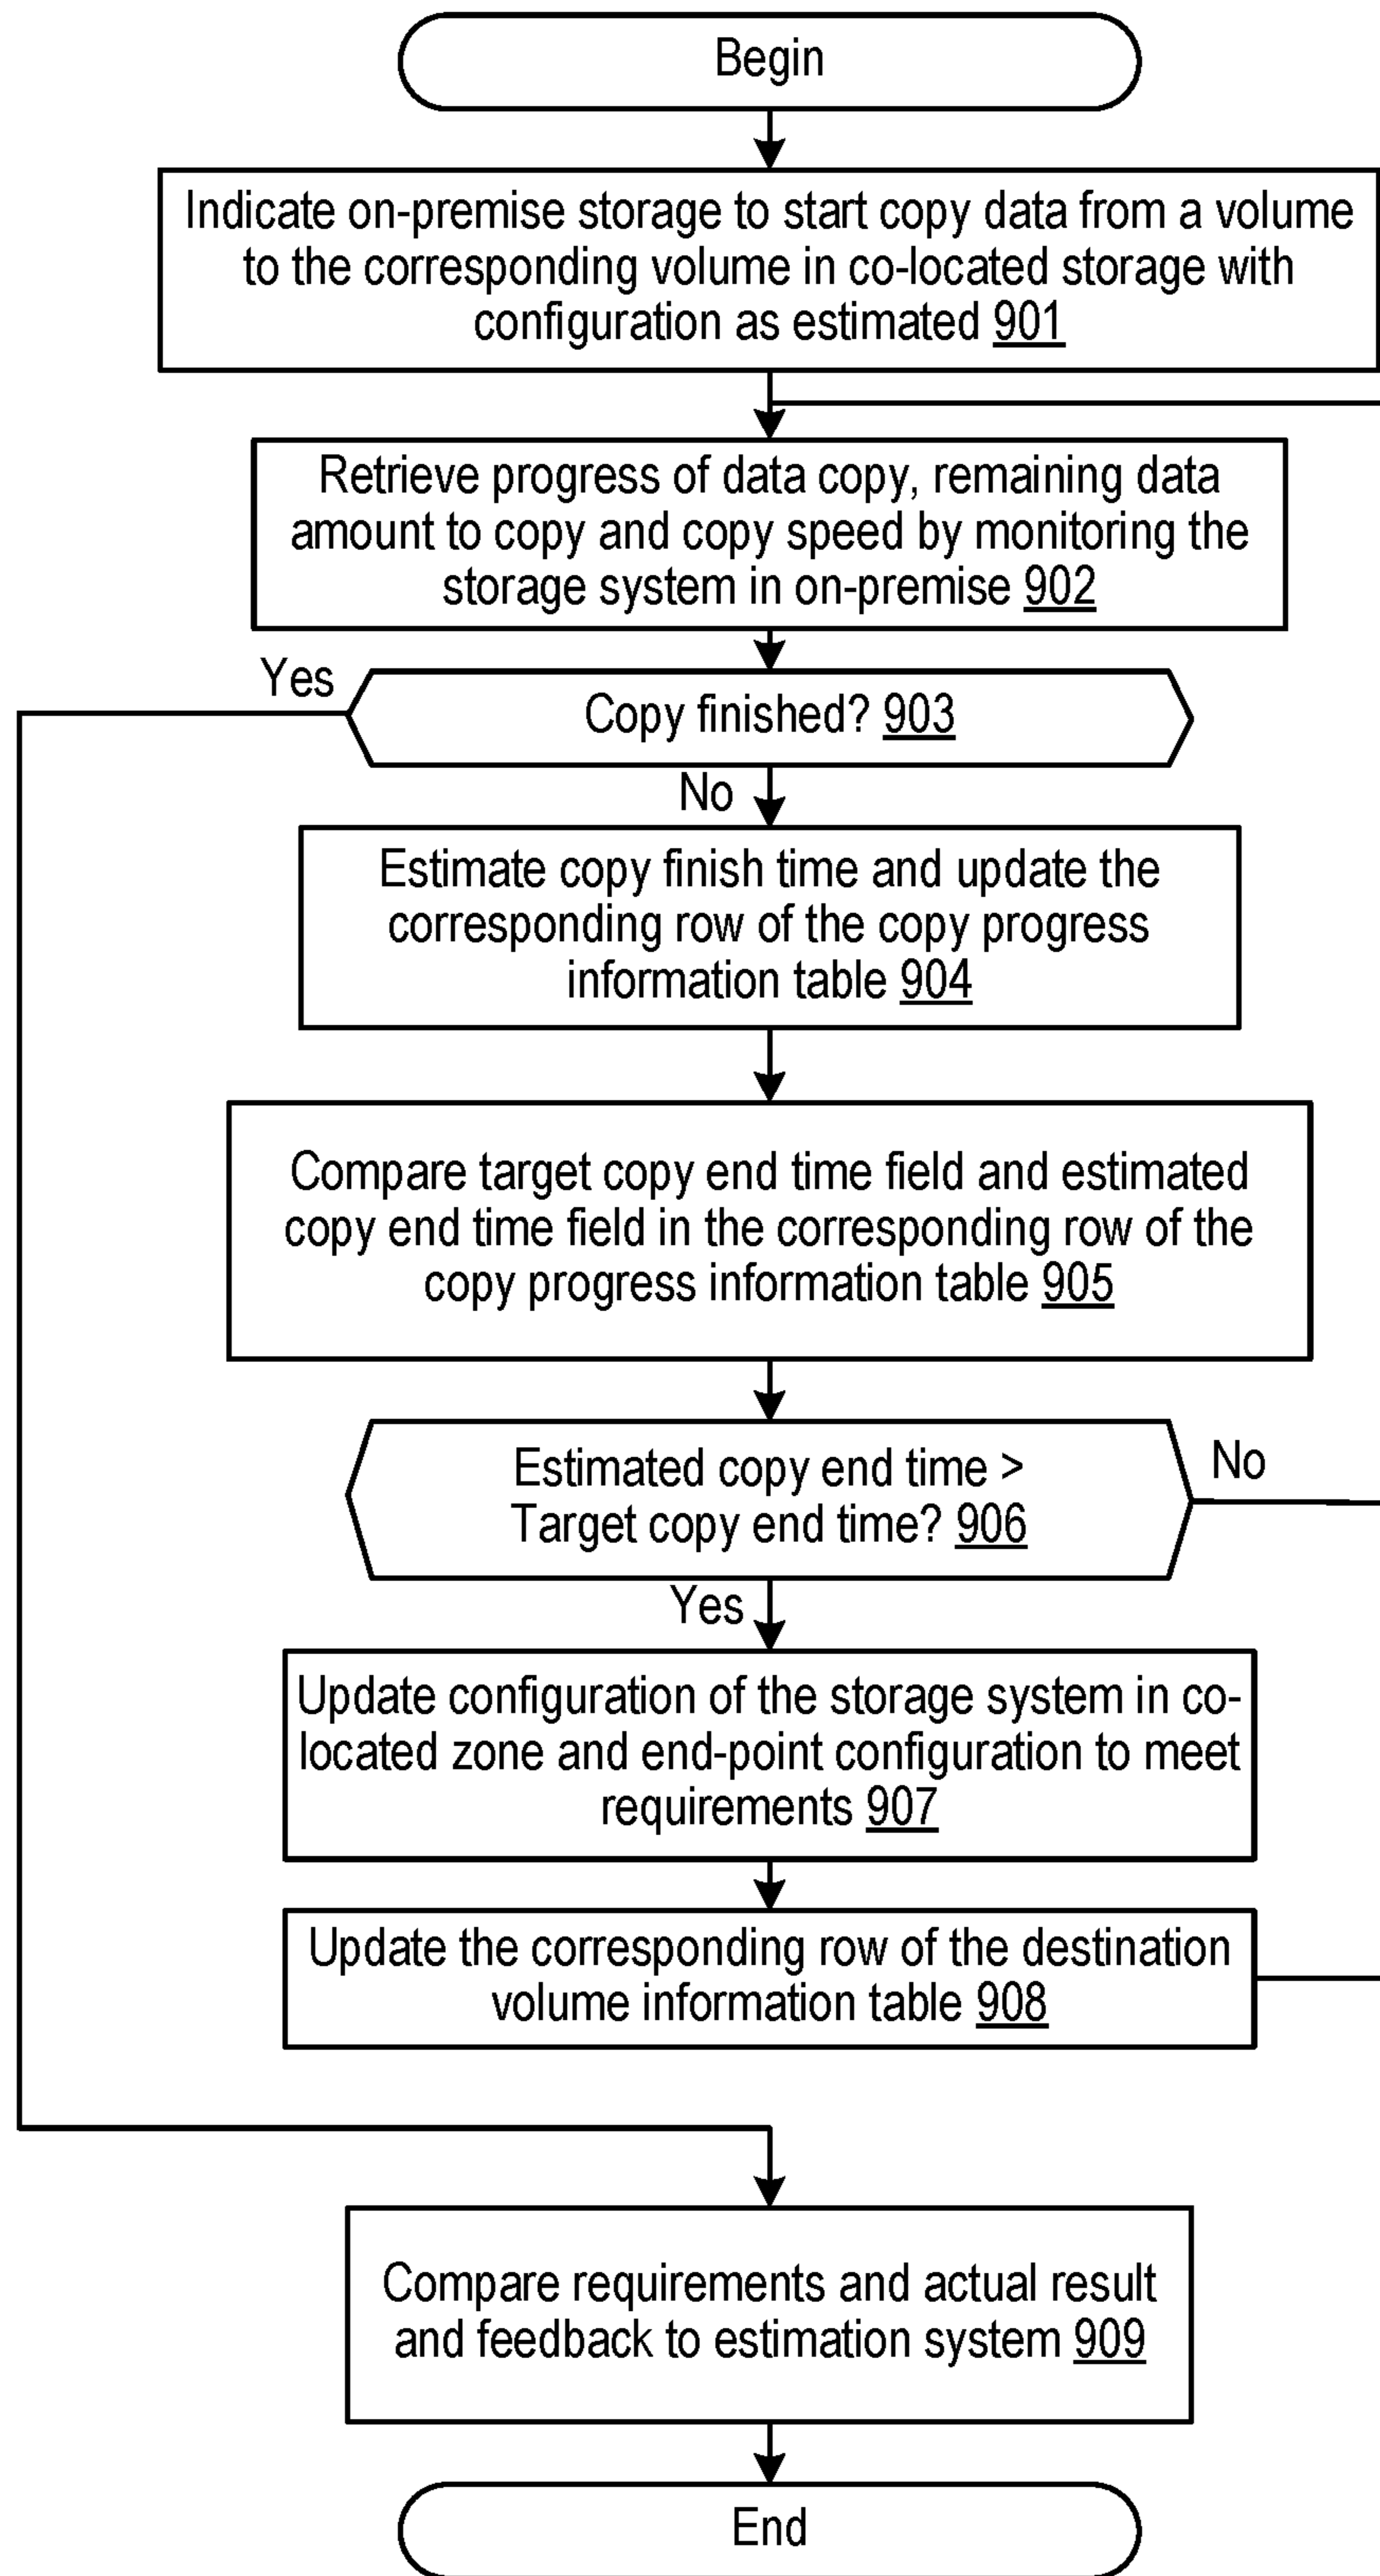 Begin
Indicate on-premise storage to start copy data from a volume
to the corresponding volume in co-located storage with
configuration as estimated 901
Retrieve progress of data copy, remaining data
amount to copy and copy speed by monitoring the
storage system in on-premise 902
Yes
Copy finished? 903
No
Estimate copy finish time and update the
corresponding row of the copy progress
information table 904
Compare target copy end time field and estimated
copy end time field in the corresponding row of the
copy progress information table 905
Estimated copy end time >
Target copy end time? 906
No
Yes
Update configuration of the storage system in co-
located zone and end-point configuration to meet
requirements 907
Update the corresponding row of the destination
volume information table 908
Compare requirements and actual result
and feedback to estimation system 909
End